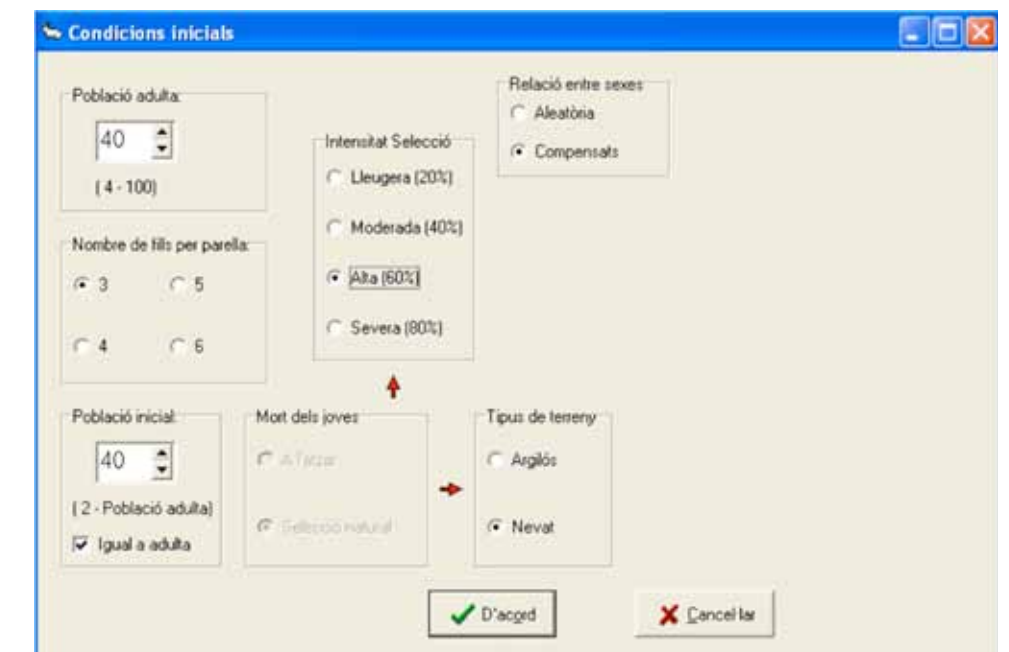 Condicions inicials
Població adulta:
40
( 4 - 100)
Nombre de fills per parella:
3
5
4
6
Població inicial:
40
( 2 - Població adulta)
Igual a adulta
Intensitat Selecció
Lleugera (20%)
Moderada (40%)
Alta (60%)
Severa (80%)
Mort dels joves
A l'atzar
Selecció natural
Relació entre sexes
Aleatòria
Compensats
Tipus de terreny
Argilós
Nevat
D'acord
Cancel·lar